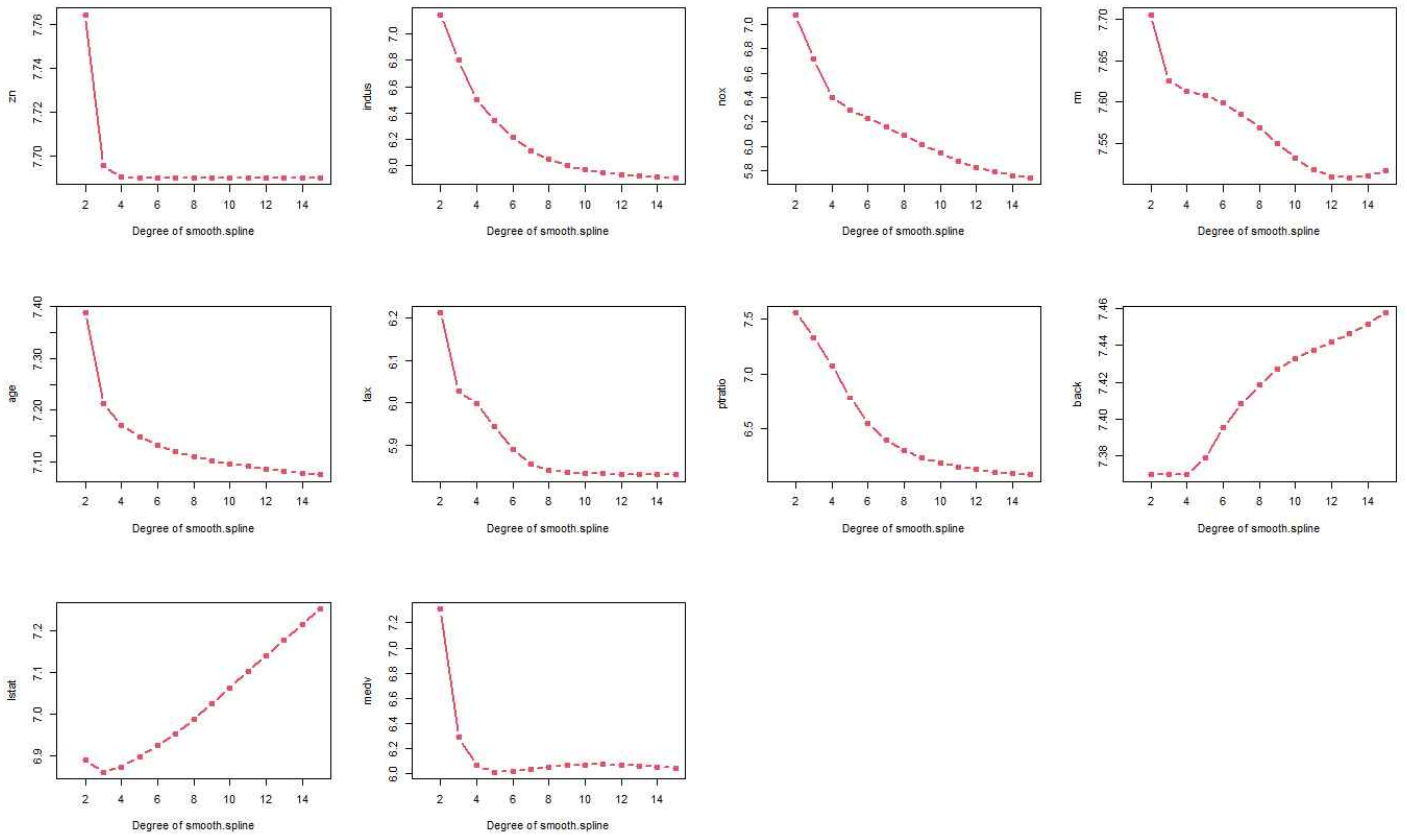 zn
7.70 7.72 7.74 7.76
2 4 6 8 10 12 14
Degree of smooth.spline
indus
6.0 6.2 6.4 6.6 6.8 7.0
2 4 6 8 10 12 14
Degree of smooth.spline
nox
5.8 6.0 6.2 6.4 6.6 6.8 7.0
2 4 6 8 10 12 14
Degree of smooth.spline
rm
7.55 7.60 7.65 7.70
2 4 6 8 10 12 14
Degree of smooth.spline
age
7.10 7.20 7.30 7.40
2 4 6 8 10 12 14
Degree of smooth.spline
tax
5.9 6.0 6.1 6.2
2 4 6 8 10 12 14
Degree of smooth.spline
ptratio
6.5 7.0 7.5
2 4 6 8 10 12 14
Degree of smooth.spline
back
7.38 7.40 7.42 7.44 7.46
2 4 6 8 10 12 14
Degree of smooth.spline
lstat
6.9 7.0 7.1 7.2
2 4 6 8 10 12 14
Degree of smooth.spline
medv
6.0 6.2 6.4 6.6 6.8 7.0 7.2
2 4 6 8 10 12 14
Degree of smooth.spline